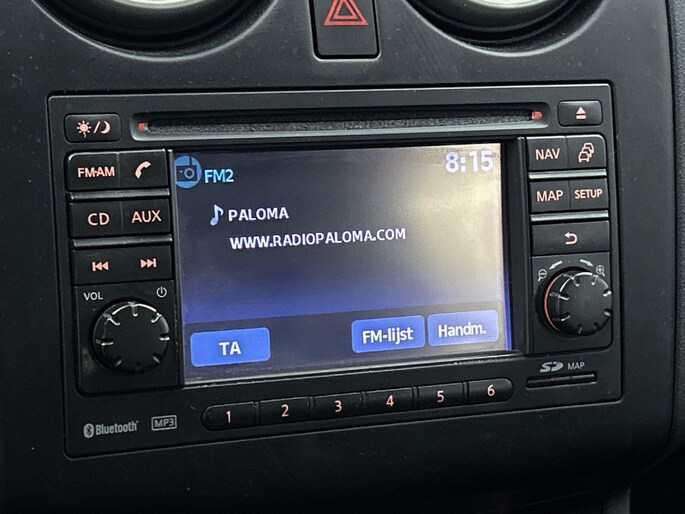 FM2
8:15
PALOMA
WWW.RADIOPALOMA.COM
TA
FM-lijst
Handm.
FM·AM
CD
AUX
VOL
NAV
MAP
SETUP
SD MAP
1
2
3
4
5
6
Bluetooth
MP3